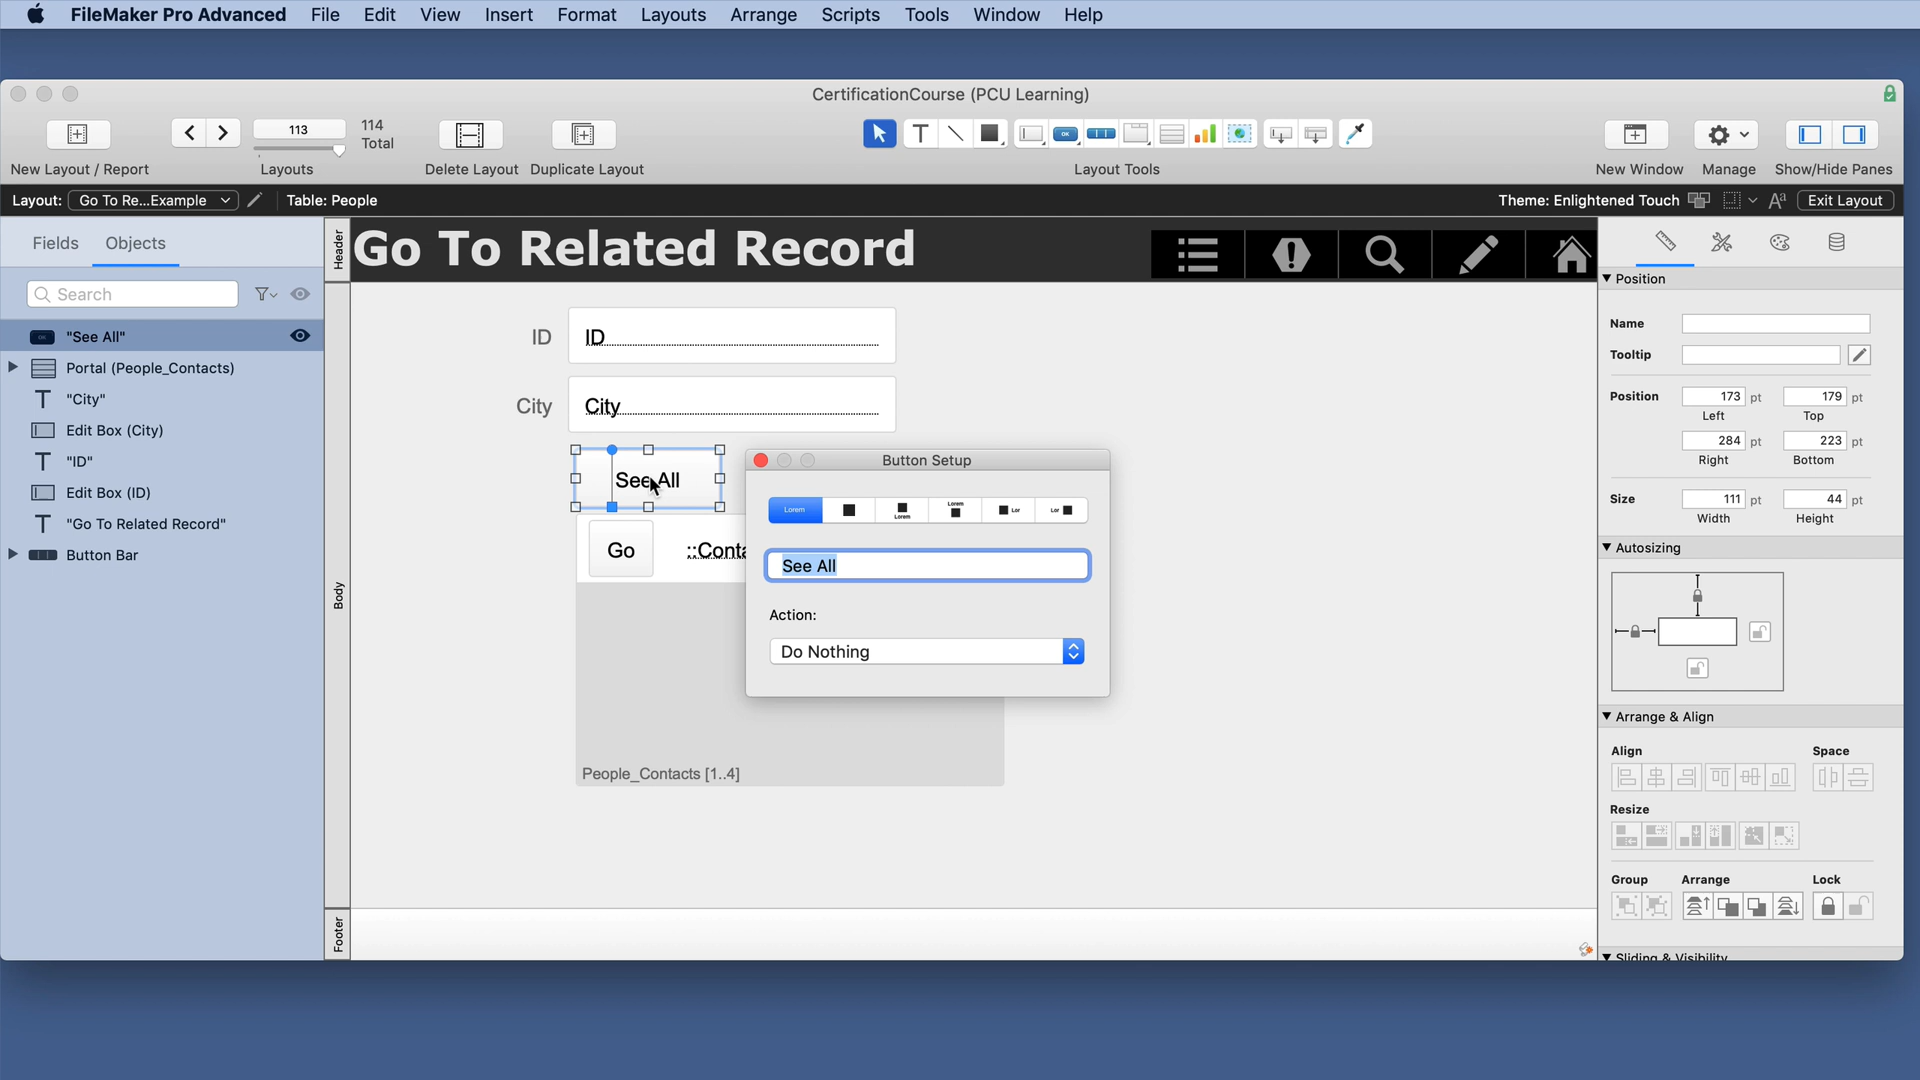 FileMaker Pro Advanced File Edit View Insert Format Layouts Arrange Scripts Tools Window Help
CertificationCourse (PCU Learning)
113
114
Total
New Layout / Report
Layouts
Delete Layout
Duplicate Layout
Layout Tools
New Window
Manage
Show/Hide Panes
Layout: Go To Re...Example
Table: People
Theme: Enlightened Touch
Exit Layout
Fields
Objects
Search
"See All"
Portal (People_Contacts)
"City"
Edit Box (City)
"ID"
Edit Box (ID)
"Go To Related Record"
Button Bar
Header
Body
Footer
Go To Related Record
ID
ID
City
City
See All
Go
::Conta
People_Contacts [1..4]
Button Setup
Lorem
Lorem
Lorem
Lor
Lor
See All
Action:
Do Nothing
Position
Name
Tooltip
Position
173 pt
179 pt
Left
Top
284 pt
223 pt
Right
Bottom
Size
111 pt
44 pt
Width
Height
Autosizing
Arrange & Align
Align
Space
Resize
Group
Arrange
Lock
Sliding & Visibility